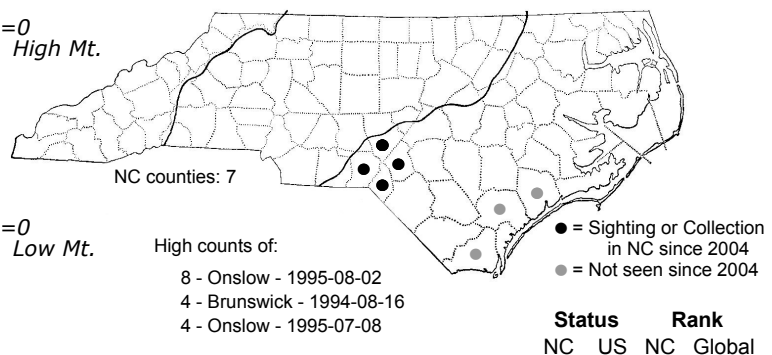 =0
High Mt.
NC counties: 7
=0
Low Mt.
High counts of:
8 - Onslow - 1995-08-02
4 - Brunswick - 1994-08-16
4 - Onslow - 1995-07-08
● = Sighting or Collection
in NC since 2004
● = Not seen since 2004
Status Rank
NC US NC Global